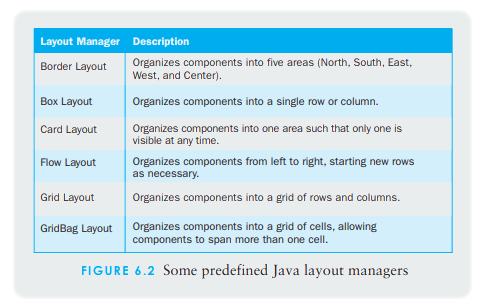 Layout Manager Description
Border Layout Organizes components into five areas (North, South, East,
West, and Center).
Box Layout Organizes components into a single row or column.
Card Layout Organizes components into one area such that only one is
visible at any time.
Flow Layout Organizes components from left to right, starting new rows
as necessary.
Grid Layout Organizes components into a grid of rows and columns.
GridBag Layout Organizes components into a grid of cells, allowing
components to span more than one cell.
FIGURE 6.2 Some predefined Java layout managers